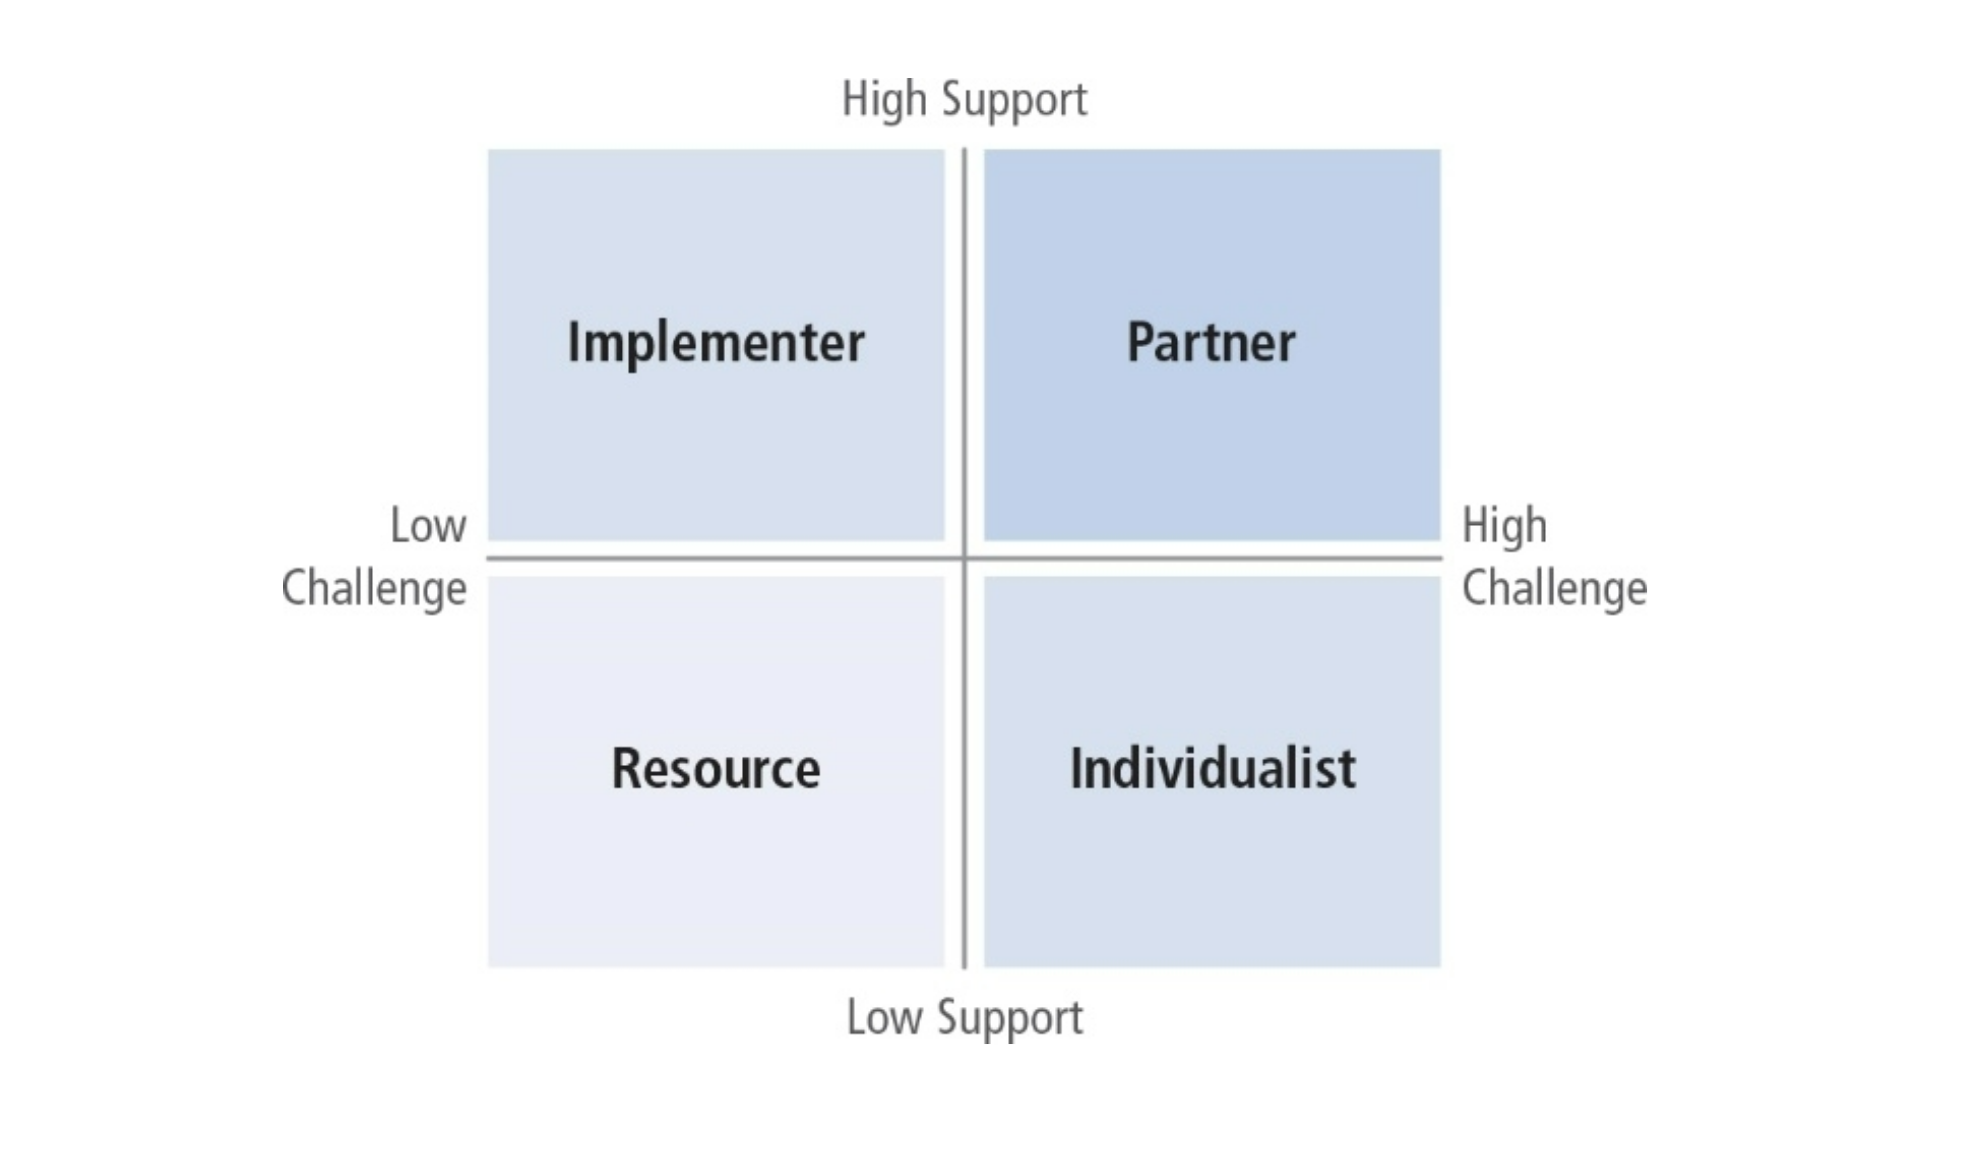 High Support
Implementer
Partner
Low
Challenge
High
Challenge
Resource
Individualist
Low Support